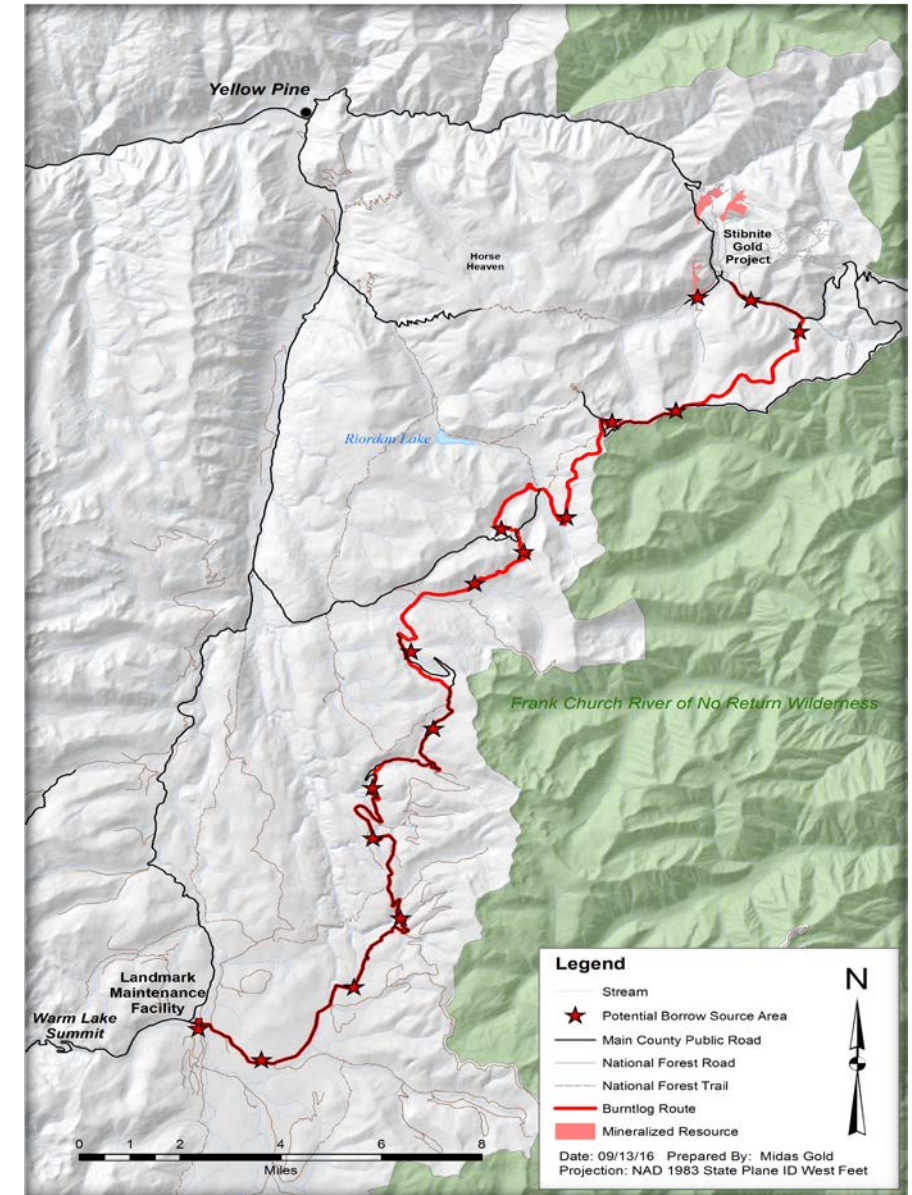 Yellow Pine
Stibnite
Gold
Project
Horse
Heaven
Riordan Lake
Frank Church River of No Return Wilderness
Landmark
Maintenance
Facility
Warm Lake
Summit
Legend
Stream
Potential Borrow Source Area
Main County Public Road
National Forest Road
National Forest Trail
Burntlog Route
Mineralized Resource
Date: 09/13/16 Prepared By: Midas Gold
Projection: NAD 1983 State Plane ID West Feet
N
0 2 4 6 8
Miles